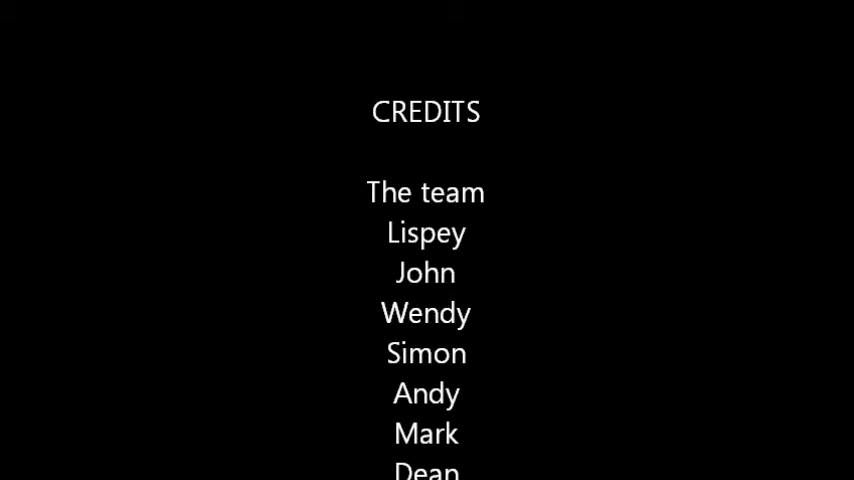 CREDITS
The team
Lispey
John
Wendy
Simon
Andy
Mark
Dean